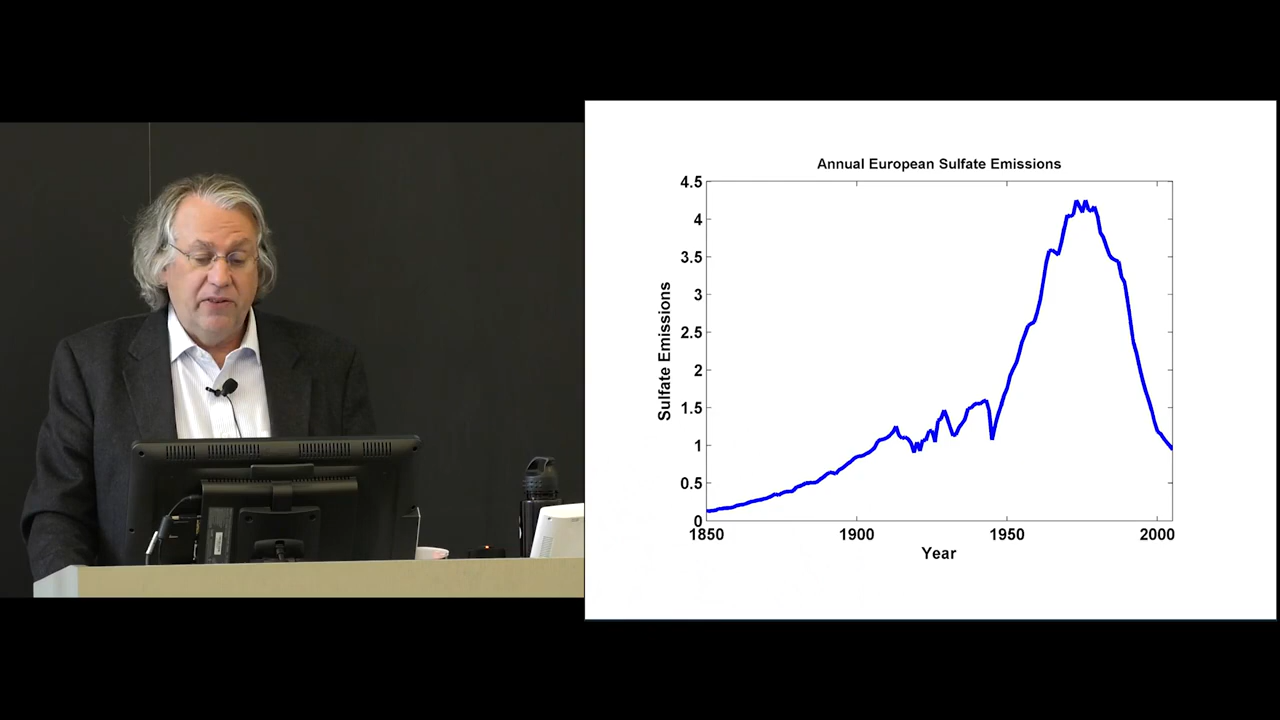 Annual European Sulfate Emissions
4.5
4
3.5
3
2.5
2
1.5
1
0.5
0
Sulfate Emissions
1850 1900 1950 2000
Year